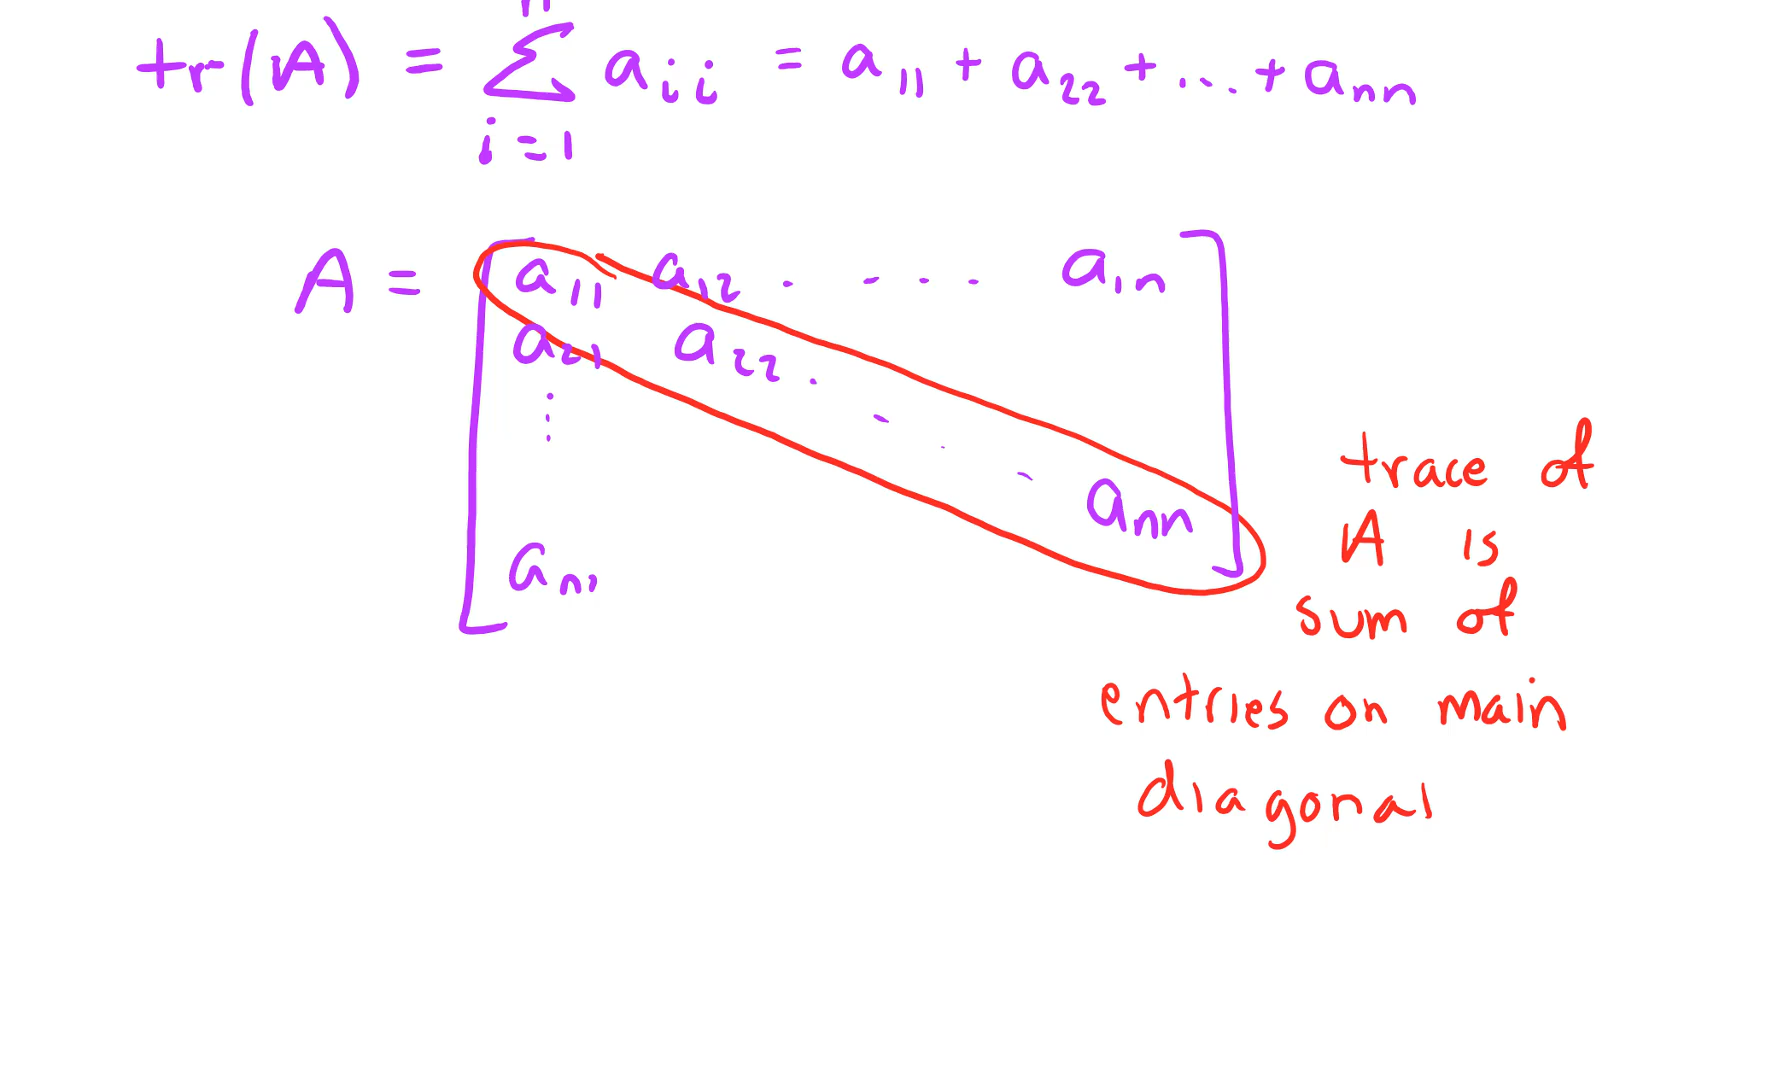 n
tr(A) = ∑ a_ii = a_11 + a_22 + ... + a_nn
i = 1
A = [ a_11 a_12 . . . . a_1n ]
a_21 a_22 . . . .
⋮
trace of
a_nn
A is
a_n1
sum of
entries on main
diagonal